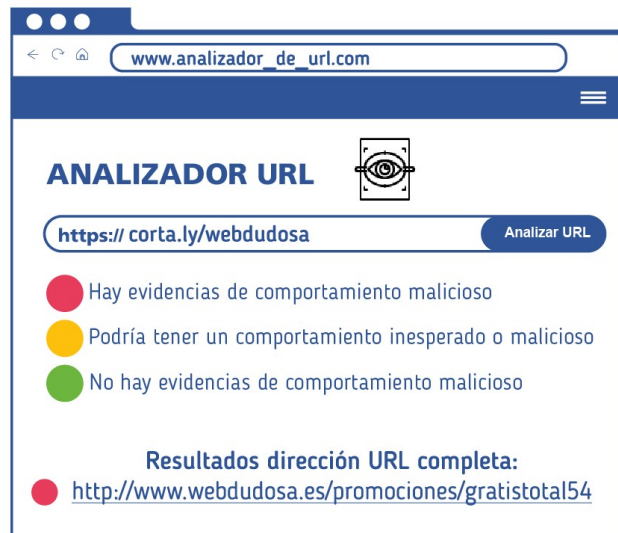 www.analizador_de_url.com
ANALIZADOR URL
https:// corta.ly/webdudosa
Analizar URL
Hay evidencias de comportamiento malicioso
Podría tener un comportamiento inesperado o malicioso
No hay evidencias de comportamiento malicioso
Resultados dirección URL completa:
http://www.webdudosa.es/promociones/gratistotal54